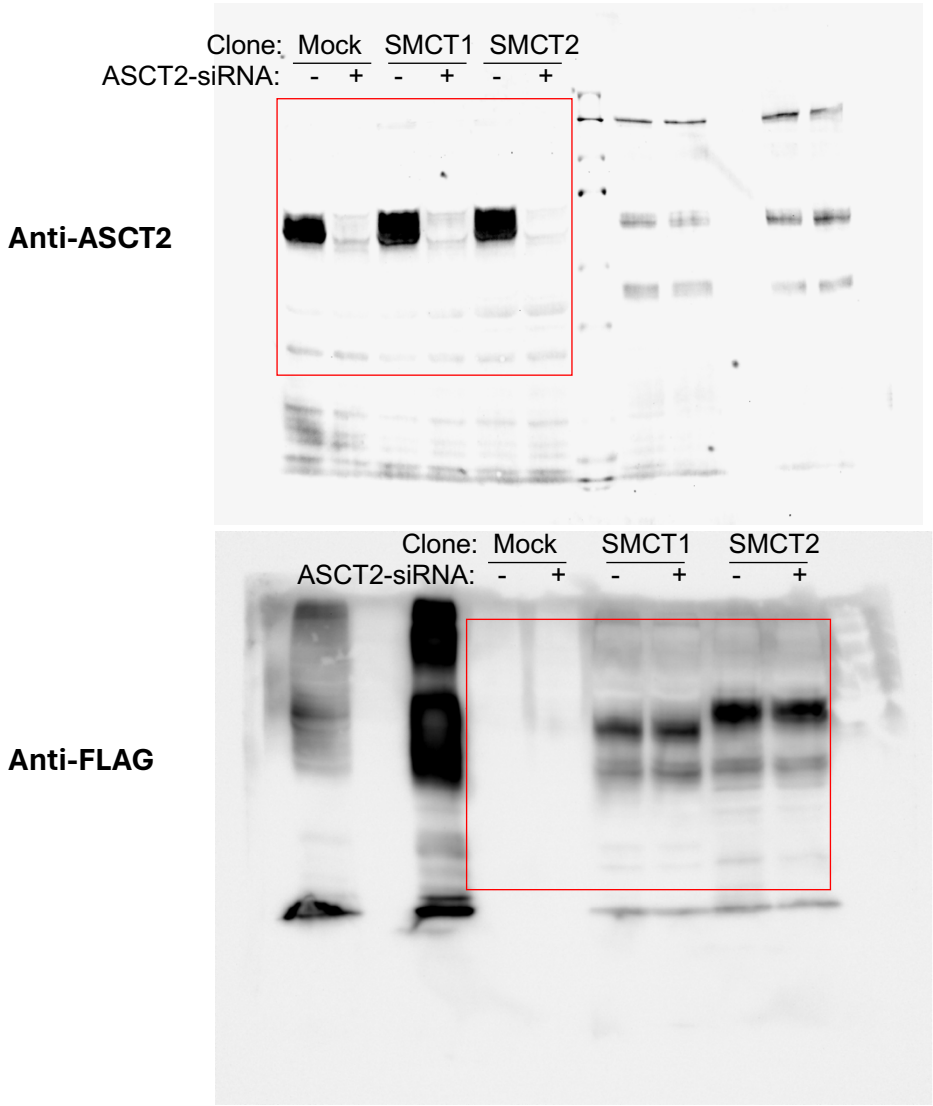 Clone: Mock SMCT1 SMCT2
ASCT2-siRNA: - + - + - +
Anti-ASCT2
Clone: Mock SMCT1 SMCT2
ASCT2-siRNA: - + - + - +
Anti-FLAG